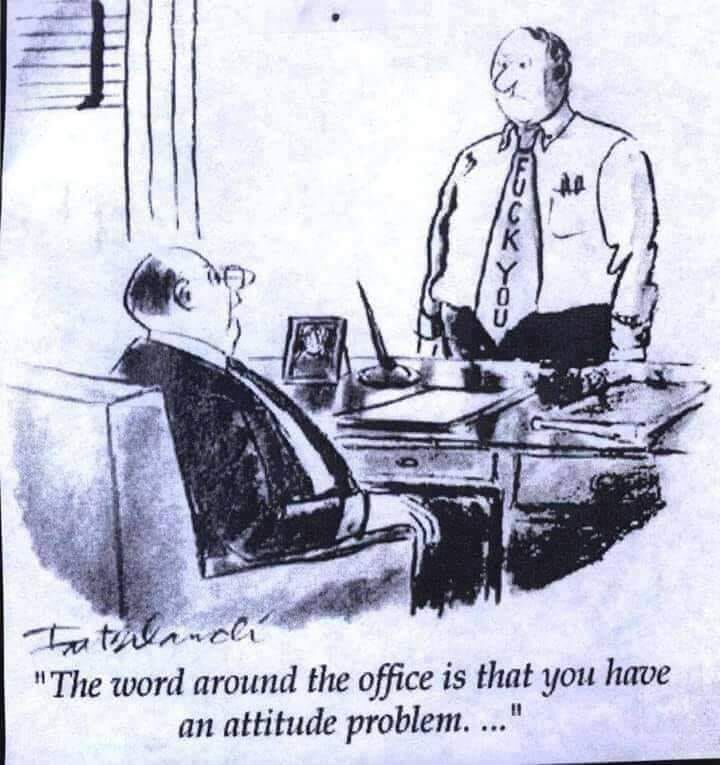 FUCK YOU
"The word around the office is that you have
an attitude problem. ..."